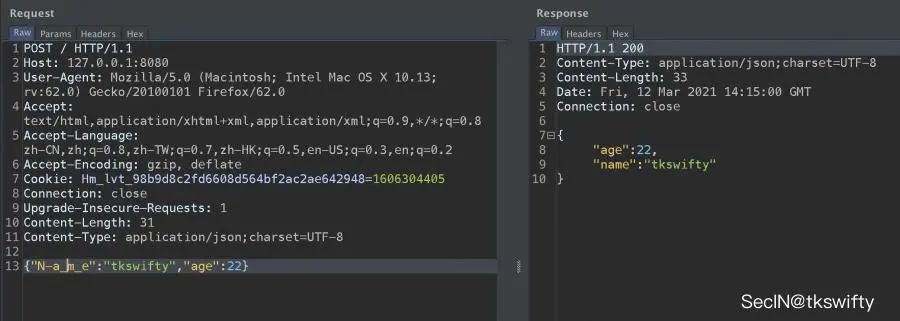 Request
Raw Params Headers Hex
1 POST / HTTP/1.1
2 Host: 127.0.0.1:8080
3 User-Agent: Mozilla/5.0 (Macintosh; Intel Mac OS X 10.13;
rv:62.0) Gecko/20100101 Firefox/62.0
4 Accept:
text/html,application/xhtml+xml,application/xml;q=0.9,*/*;q=0.8
5 Accept-Language:
zh-CN,zh;q=0.8,zh-TW;q=0.7,zh-HK;q=0.5,en-US;q=0.3,en;q=0.2
6 Accept-Encoding: gzip, deflate
7 Cookie: Hm_lvt_98b9d8c2fd6608d564bf2ac2ae642948=1606304405
8 Connection: close
9 Upgrade-Insecure-Requests: 1
10 Content-Length: 31
11 Content-Type: application/json;charset=UTF-8
12
13 {"N-a_m_e":"tkswifty","age":22}
Response
Raw Headers Hex
1 HTTP/1.1 200
2 Content-Type: application/json;charset=UTF-8
3 Content-Length: 33
4 Date: Fri, 12 Mar 2021 14:15:00 GMT
5 Connection: close
6
7 {
8 "age":22,
9 "name":"tkswifty"
10 }
SecIN@tkswifty